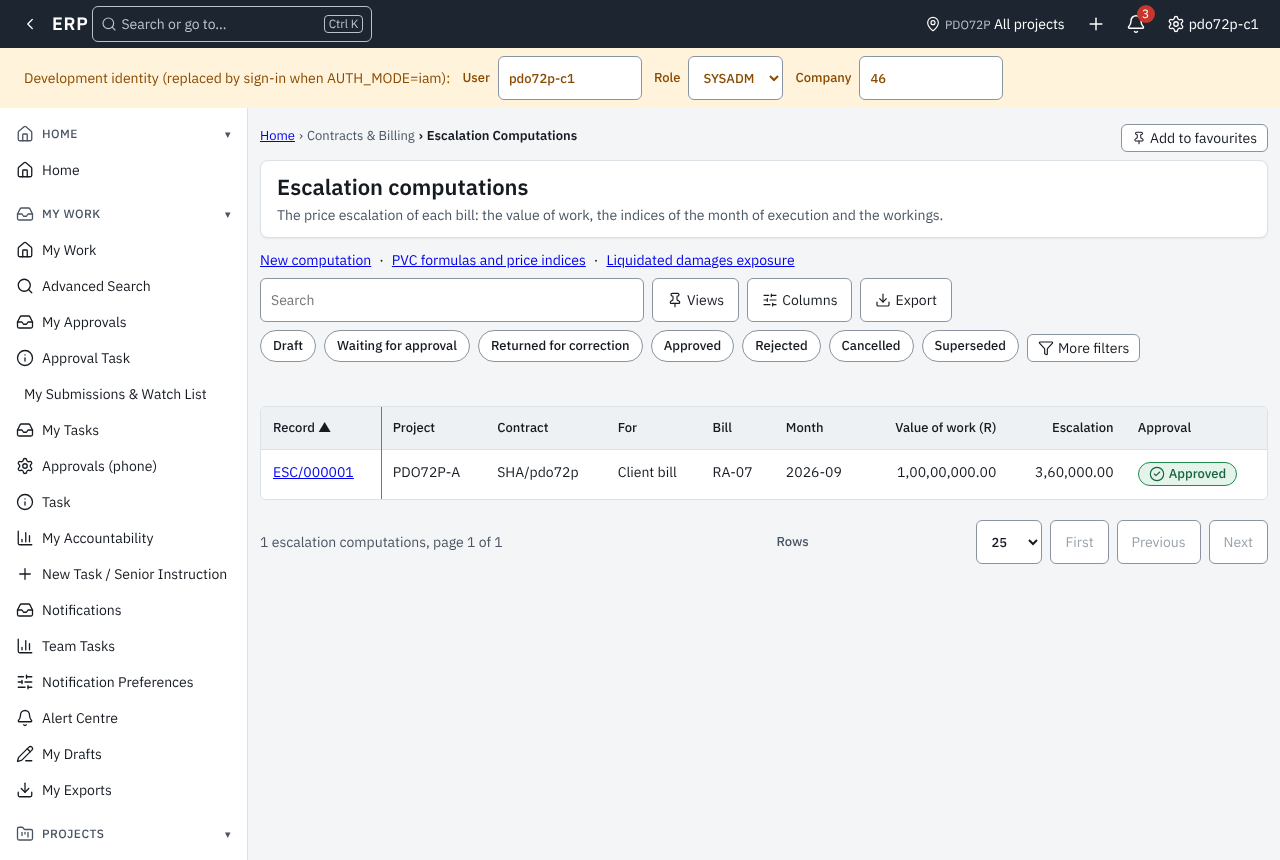 ERP Search or go to... Ctrl K PDO72P All projects 3 pdo72p-c1
Development identity (replaced by sign-in when AUTH_MODE=iam): User pdo72p-c1 Role SYSADM Company 46
HOME
Home
MY WORK
My Work
Advanced Search
My Approvals
Approval Task
My Submissions & Watch List
My Tasks
Approvals (phone)
Task
My Accountability
New Task / Senior Instruction
Notifications
Team Tasks
Notification Preferences
Alert Centre
My Drafts
My Exports
PROJECTS
Home › Contracts & Billing › Escalation Computations
Add to favourites
Escalation computations
The price escalation of each bill: the value of work, the indices of the month of execution and the workings.
New computation · PVC formulas and price indices · Liquidated damages exposure
Search Views Columns Export
Draft Waiting for approval Returned for correction Approved Rejected Cancelled Superseded More filters
Record ▲ Project Contract For Bill Month Value of work (R) Escalation Approval
ESC/000001 PDO72P-A SHA/pdo72p Client bill RA-07 2026-09 1,00,00,000.00 3,60,000.00 Approved
1 escalation computations, page 1 of 1 Rows 25 First Previous Next